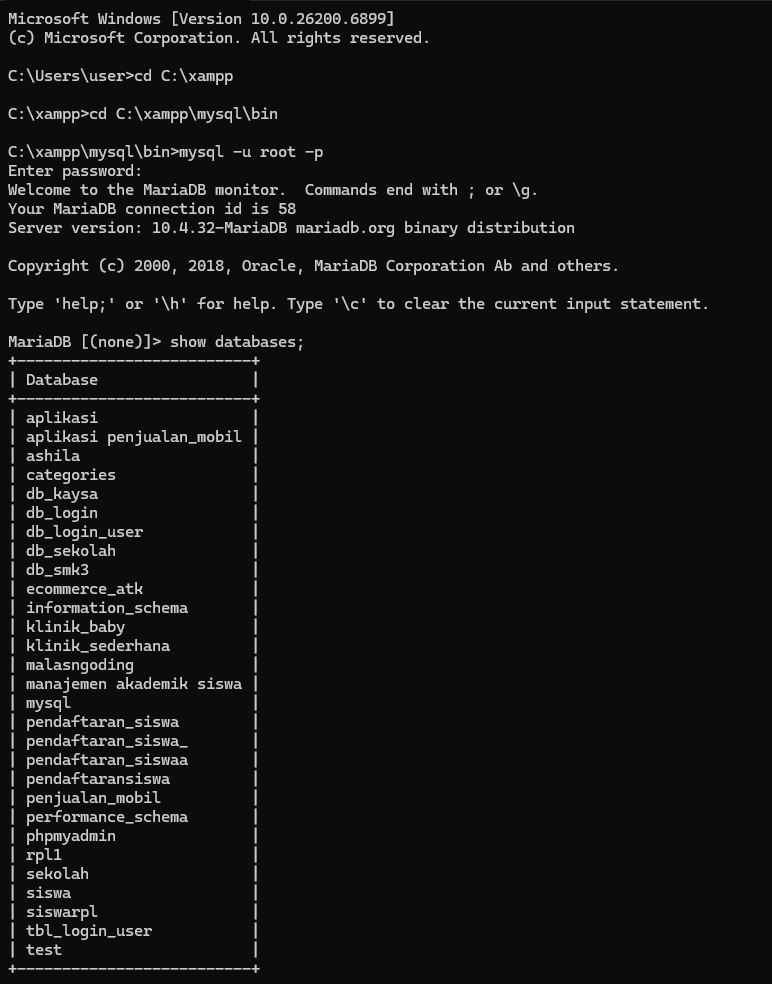 Microsoft Windows [Version 10.0.26200.6899]
(c) Microsoft Corporation. All rights reserved.
C:\Users\user>cd C:\xampp
C:\xampp>cd C:\xampp\mysql\bin
C:\xampp\mysql\bin>mysql -u root -p
Enter password:
Welcome to the MariaDB monitor.  Commands end with ; or \g.
Your MariaDB connection id is 58
Server version: 10.4.32-MariaDB mariadb.org binary distribution
Copyright (c) 2000, 2018, Oracle, MariaDB Corporation Ab and others.
Type 'help;' or '\h' for help. Type '\c' to clear the current input statement.
MariaDB [(none)]> show databases;
+--------------------------+
| Database                 |
+--------------------------+
| aplikasi                 |
| aplikasi penjualan_mobil |
| ashila                   |
| categories               |
| db_kaysa                 |
| db_login                 |
| db_login_user            |
| db_sekolah               |
| db_smk3                  |
| ecommerce_atk            |
| information_schema       |
| klinik_baby              |
| klinik_sederhana         |
| malasngoding             |
| manajemen akademik siswa |
| mysql                    |
| pendaftaran_siswa        |
| pendaftaran_siswa_       |
| pendaftaran_siswaa       |
| pendaftaransiswa         |
| penjualan_mobil          |
| performance_schema       |
| phpmyadmin               |
| rpl1                     |
| sekolah                  |
| siswa                    |
| siswarpl                 |
| tbl_login_user           |
| test                     |
+--------------------------+